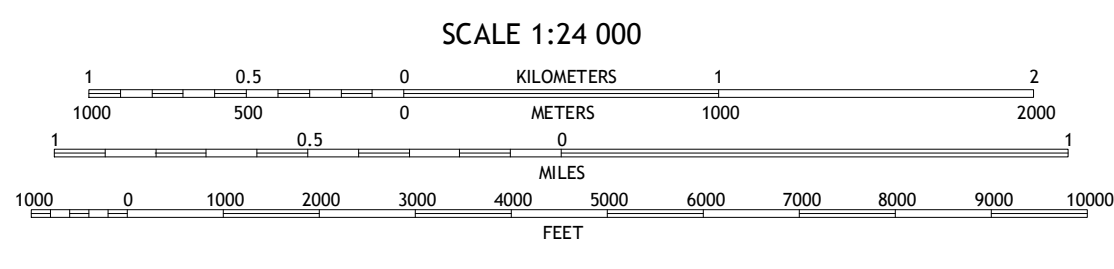 SCALE 1:24 000
1 0.5 0 KILOMETERS 1 2
1000 500 0 METERS 1000 2000
1 0.5 0 1
MILES
1000 0 1000 2000 3000 4000 5000 6000 7000 8000 9000 10000
FEET